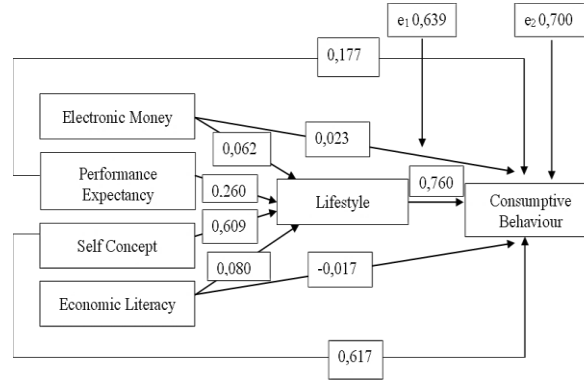 e1 0,639
e2 0,700
0,177
Electronic Money
0,062
0,023
Performance
Expectancy
0.260
Lifestyle
0,760
Consumptive
Behaviour
0,609
Self Concept
0,080
-0,017
Economic Literacy
0,617